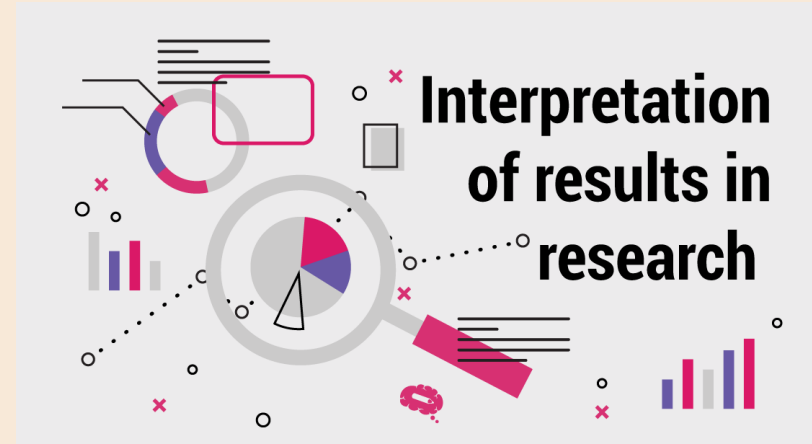 Interpretation
of results in
research